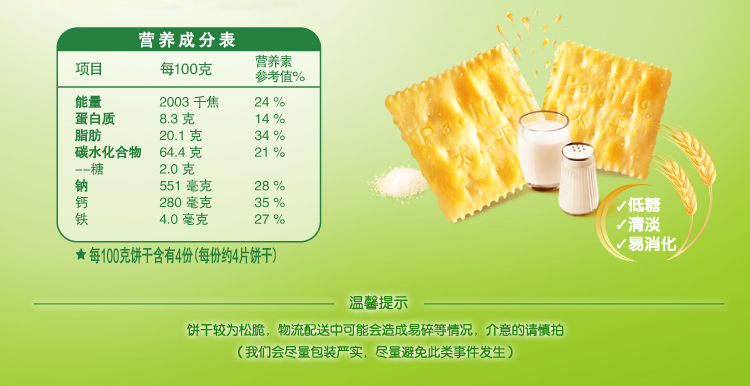 营养成分表
项目 每100克 营养素参考值%
能量 2003 千焦 24 %
蛋白质 8.3 克 14 %
脂肪 20.1 克 34 %
碳水化合物 64.4 克 21 %
--糖 2.0 克
钠 551 毫克 28 %
钙 280 毫克 35 %
铁 4.0 毫克 27 %
★ 每100克饼干含有4份(每份约4片饼干)
✓低糖
✓清淡
✓易消化
温馨提示
饼干较为松脆，物流配送中可能会造成易碎等情况，介意的请慎拍
（我们会尽量包装严实，尽量避免此类事件发生）